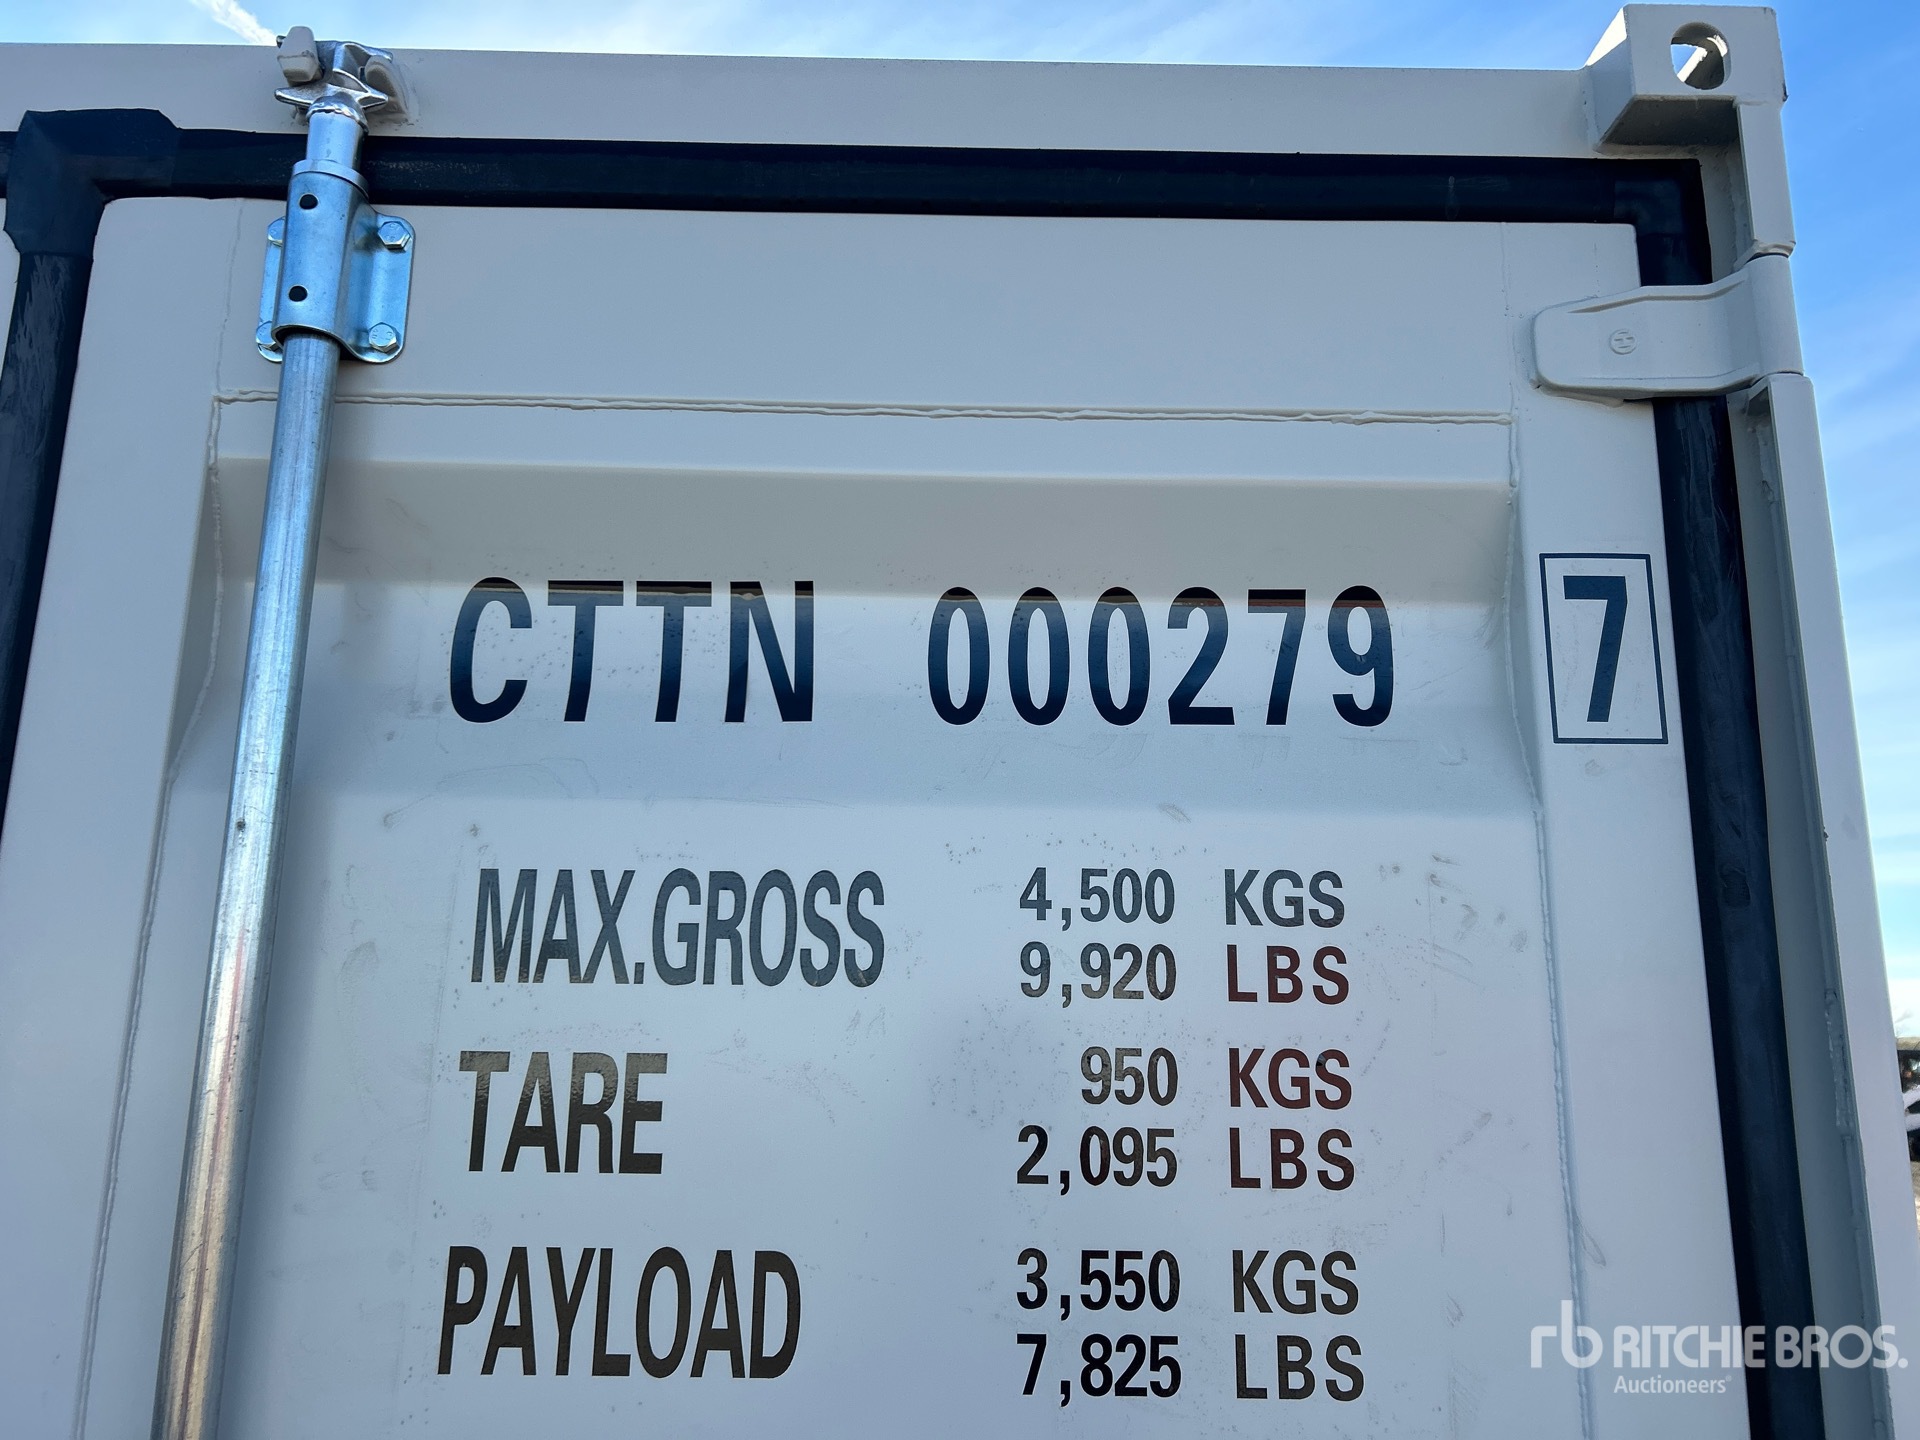 CTTN 000279 7
MAX.GROSS 4,500 KGS
9,920 LBS
TARE 950 KGS
2,095 LBS
PAYLOAD 3,550 KGS
7,825 LBS
rb RITCHIE BROS.
Auctioneers